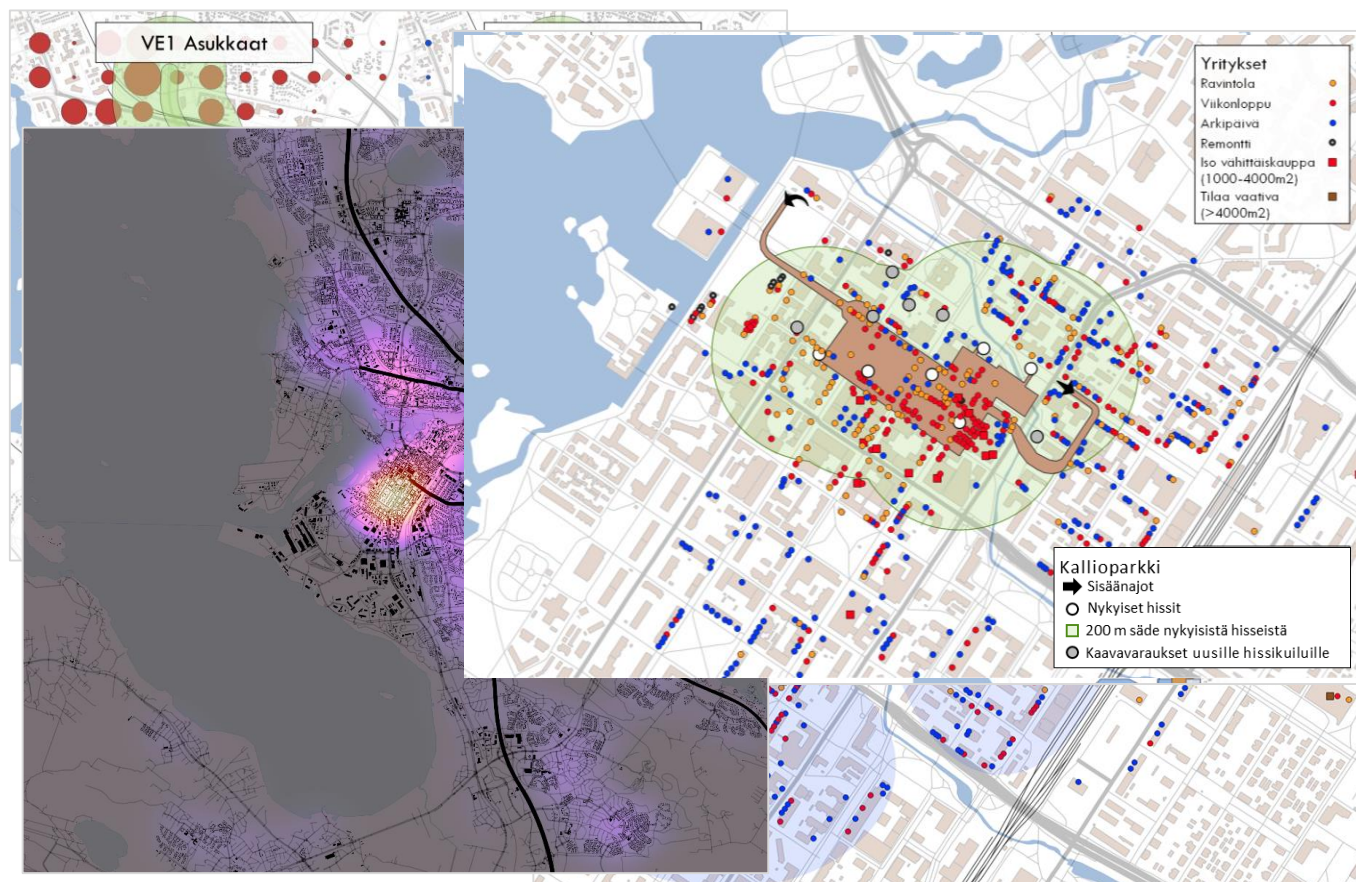 VE1 Asukkaat
Yritykset
Ravintola
Viikonloppu
Arkipäivä
Remontti
Iso vähittäiskauppa
(1000-4000m2)
Tilaa vaativa
(>4000m2)
Kallioparkki
Sisäänajot
Nykyiset hissit
200 m säde nykyisistä hisseistä
Kaavavaraukset uusille hissikuiluille